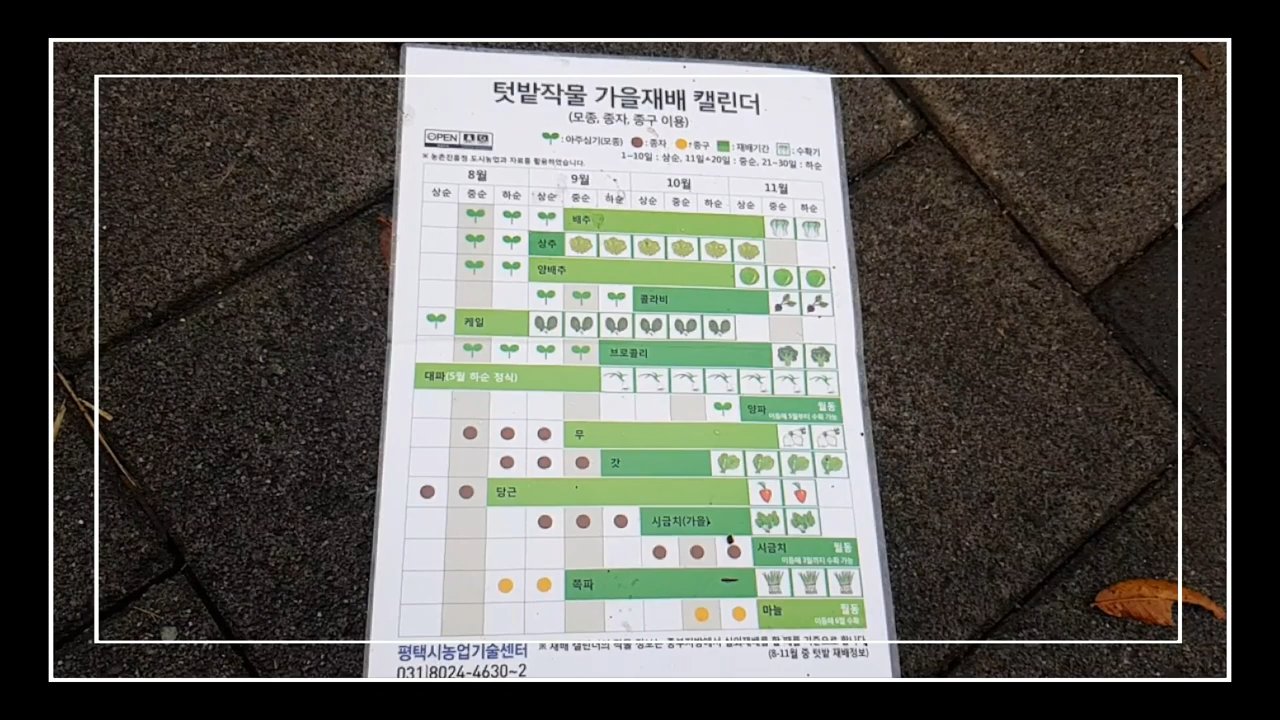 텃밭작물 가을재배 캘린더
(모종, 종자, 종구 이용)
OPEN
: 아주심기(모종) : 종자 : 종구 : 재배기간 : 수확기
※ 농촌진흥청 도시농업과 자료를 활용하였습니다.
1~10일 : 상순, 11일~20일 : 중순, 21~30일 : 하순
8월 9월 10월 11월
상순 중순 하순 상순 중순 하순 상순 중순 하순 상순 중순 하순
배추
상추
양배추
콜라비
케일
브로콜리
대파(5월 하순 정식)
양파 월동
이듬해 5월부터 수확 가능
무
갓
당근
시금치(가을)
시금치 월동
이듬해 3월까지 수확 가능
쪽파
마늘 월동
이듬해 6월 수확
평택시농업기술센터
※ 재배 캘린더의 작물 정보는
031)8024-4630~2
(8-11월 중 텃밭 재배정보)